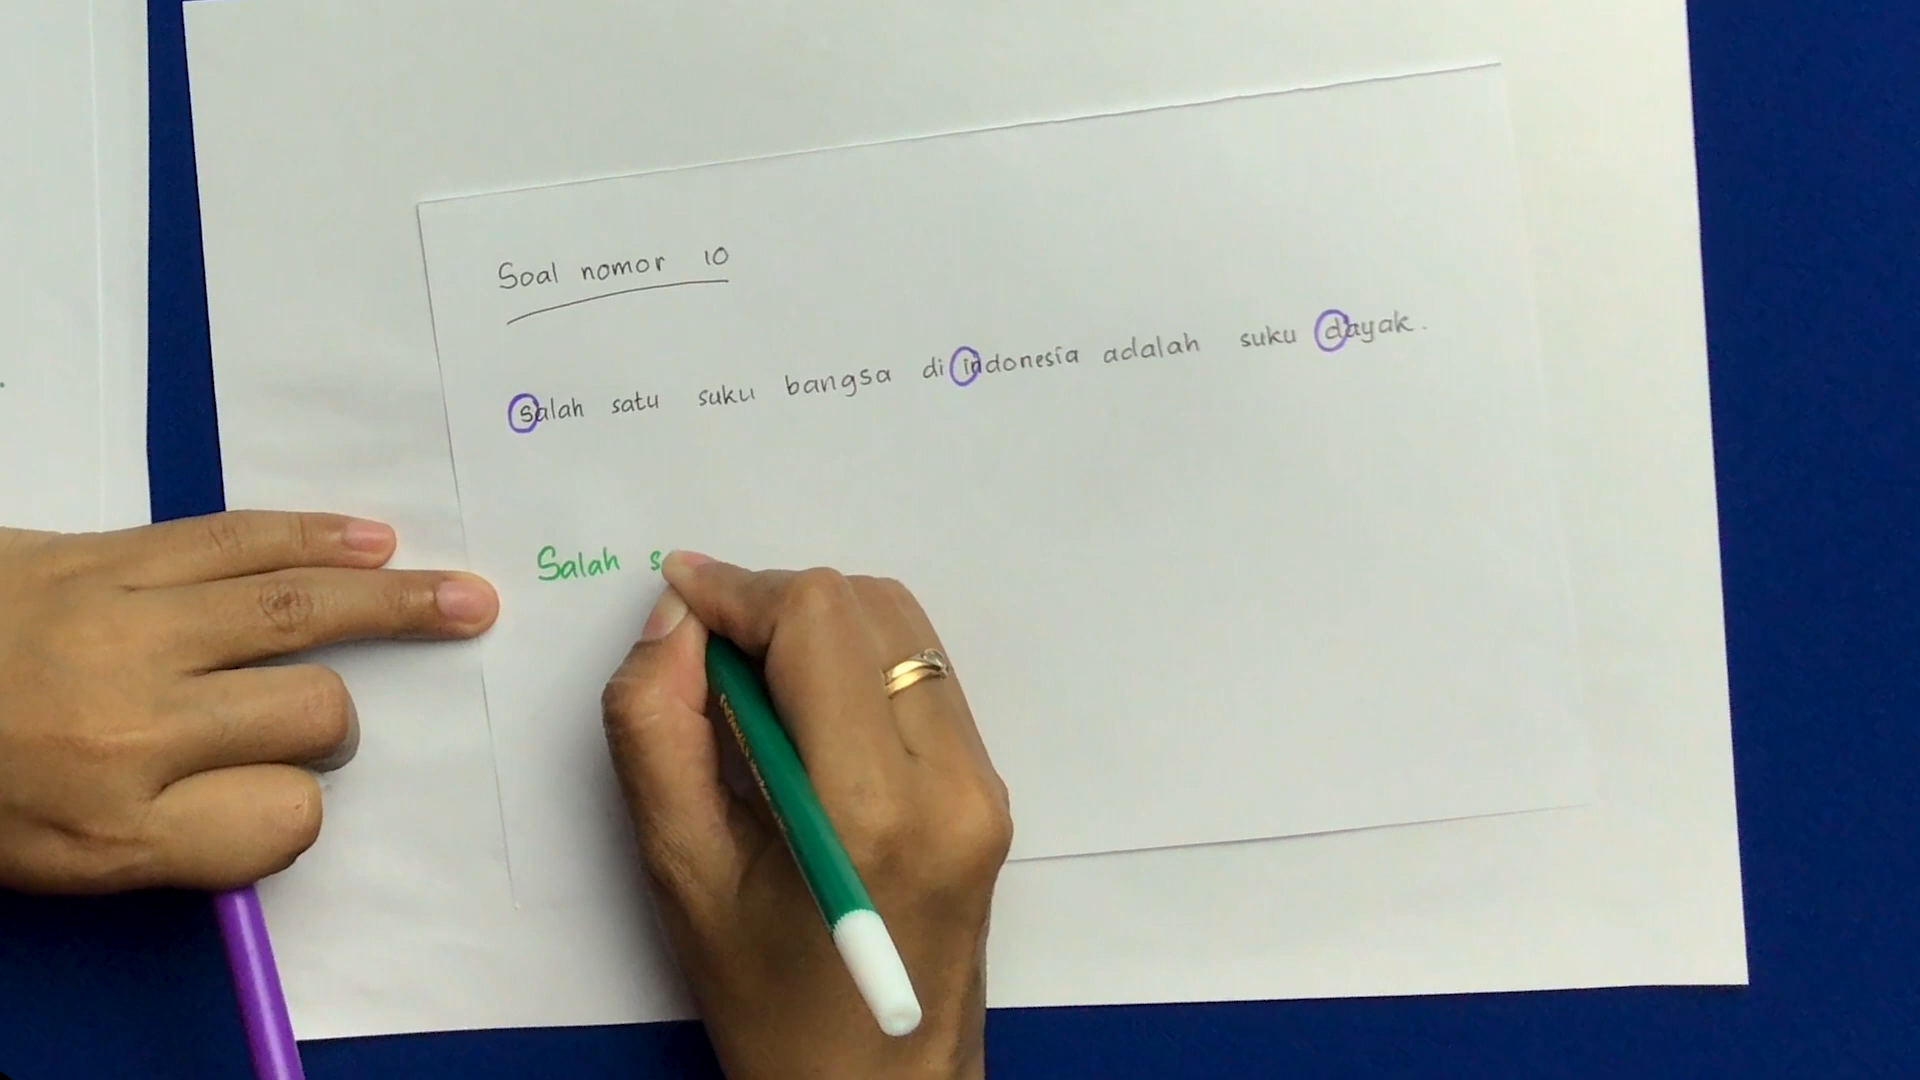 Soal nomor 10
salah satu suku bangsa di indonesia adalah suku dayak.
Salah s